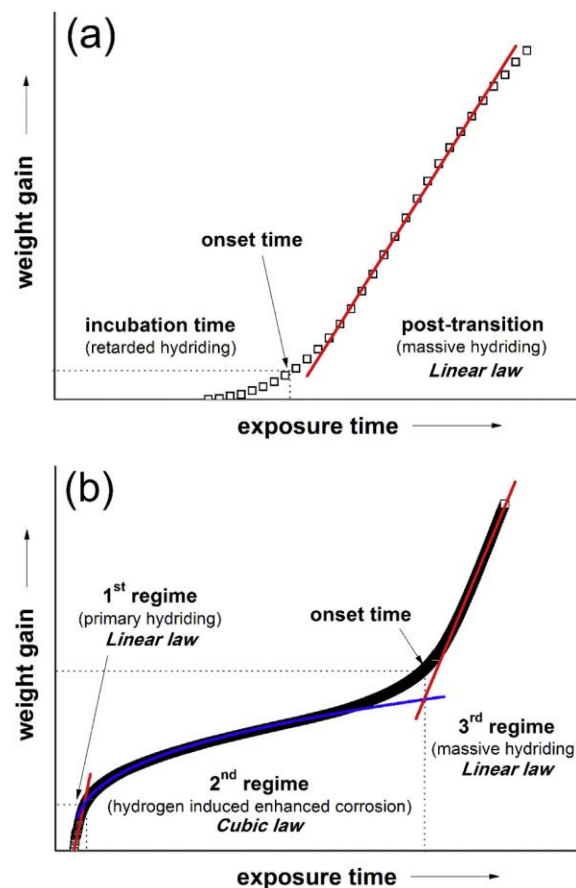 (a)
weight gain
onset time
incubation time
(retarded hydriding)
post-transition
(massive hydriding)
Linear law
exposure time
(b)
weight gain
1st regime
(primary hydriding)
Linear law
onset time
3rd regime
(massive hydriding
Linear law
2nd regime
(hydrogen induced enhanced corrosion)
Cubic law
exposure time